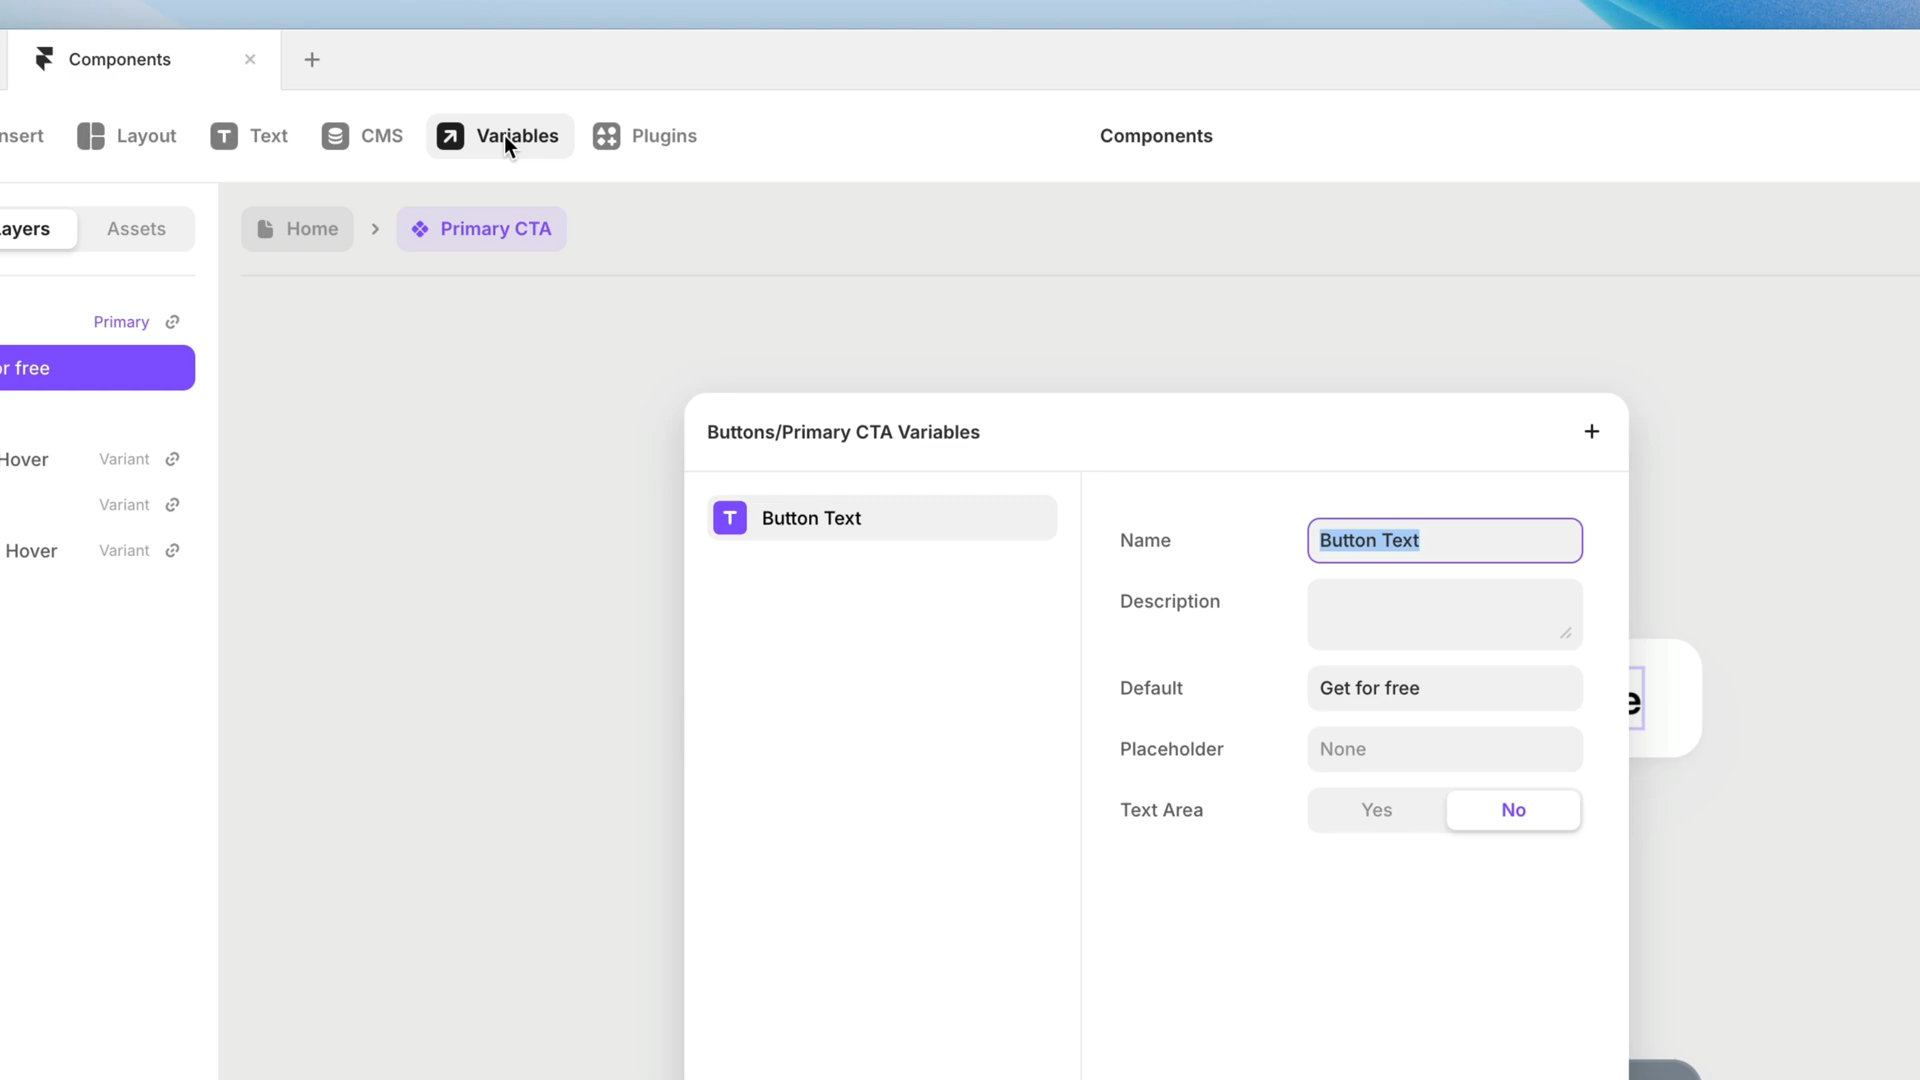 Components
nsert
Layout
Text
CMS
Variables
Plugins
Components
ayers
Assets
Home
Primary CTA
Primary
or free
Hover
Variant
Variant
Hover
Variant
Buttons/Primary CTA Variables
T
Button Text
Name
Button Text
Description
Default
Get for free
Placeholder
None
Text Area
Yes
No
e